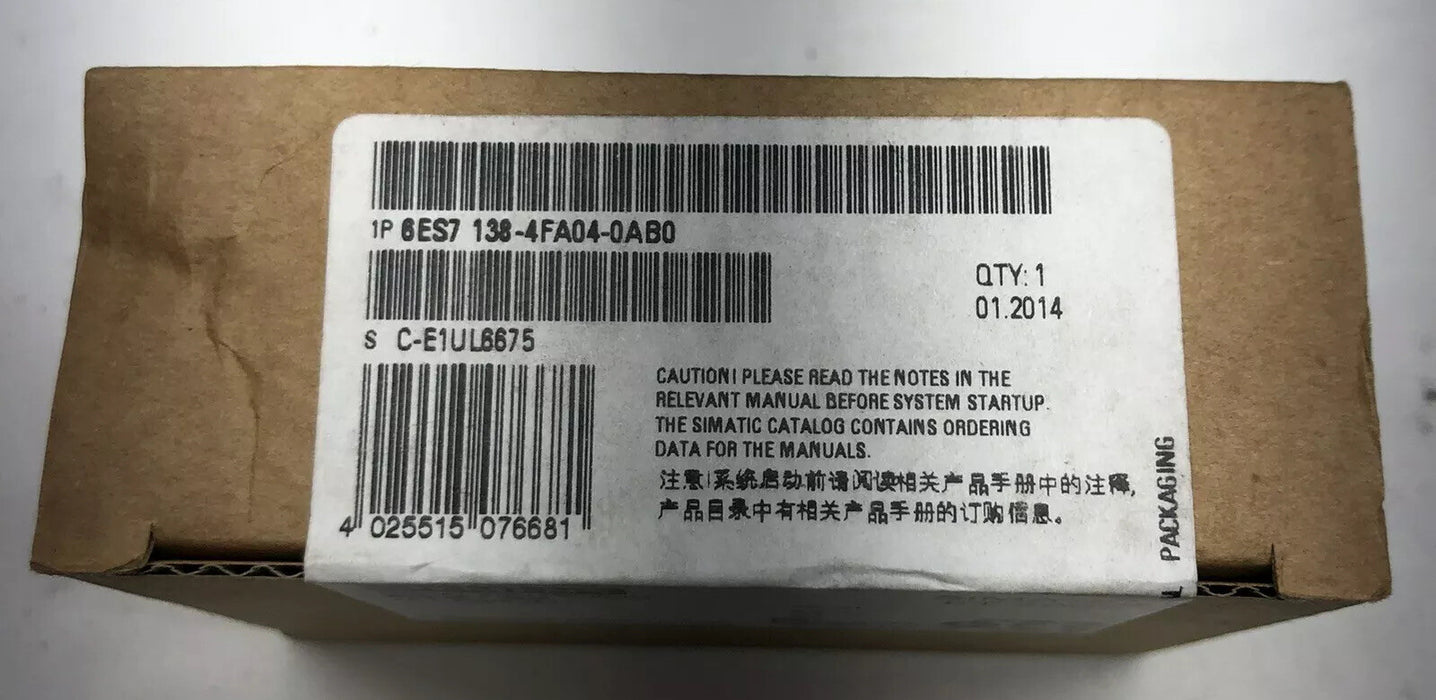 1P 6ES7 138-4FA04-0AB0
QTY: 1
01.2014
S C-E1UL6675
CAUTION! PLEASE READ THE NOTES IN THE
RELEVANT MANUAL BEFORE SYSTEM STARTUP.
THE SIMATIC CATALOG CONTAINS ORDERING
DATA FOR THE MANUALS.
注意!系统启动前请阅读相关产品手册中的注释,
产品目录中有相关产品手册的订购信息。
4 025515 076681
PACKAGING